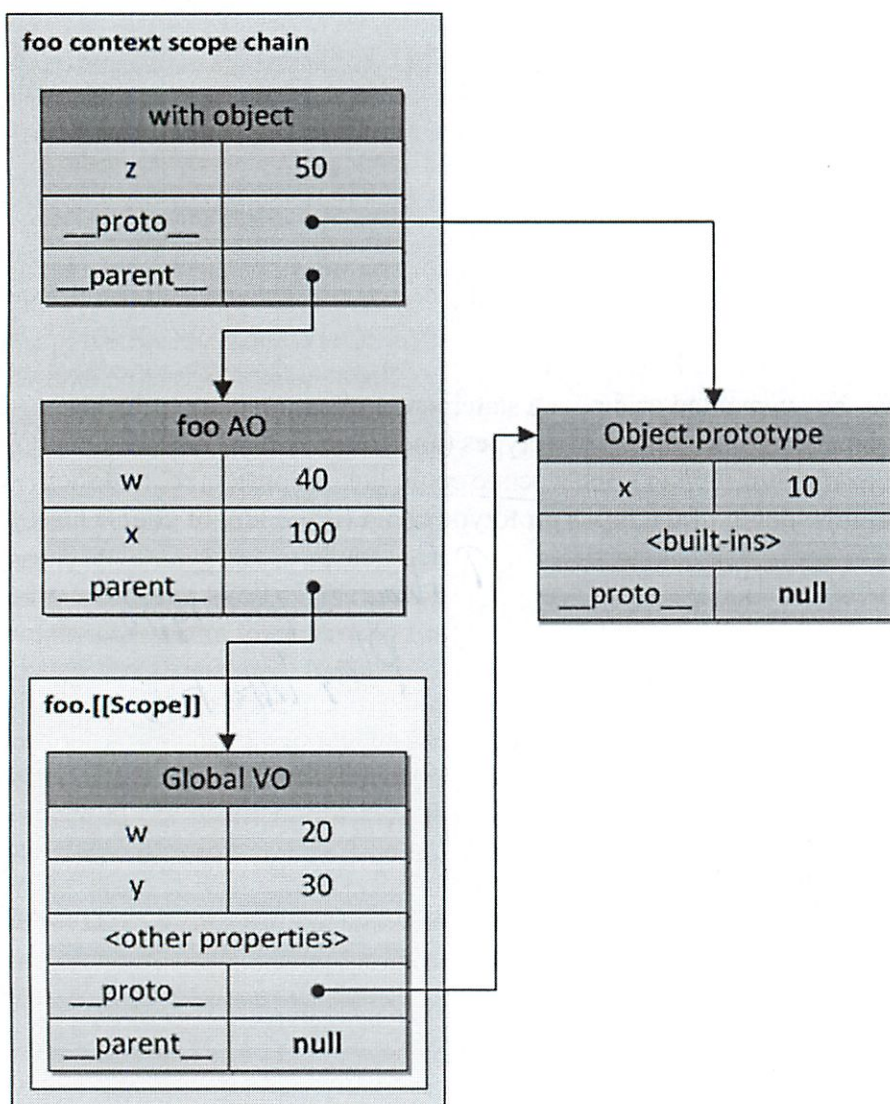 foo context scope chain
with object
z 50
__proto__
__parent__
foo AO
w 40
x 100
__parent__
Object.prototype
x 10
<built-ins>
__proto__ null
foo.[[Scope]]
Global VO
w 20
y 30
<other properties>
__proto__
__parent__ null